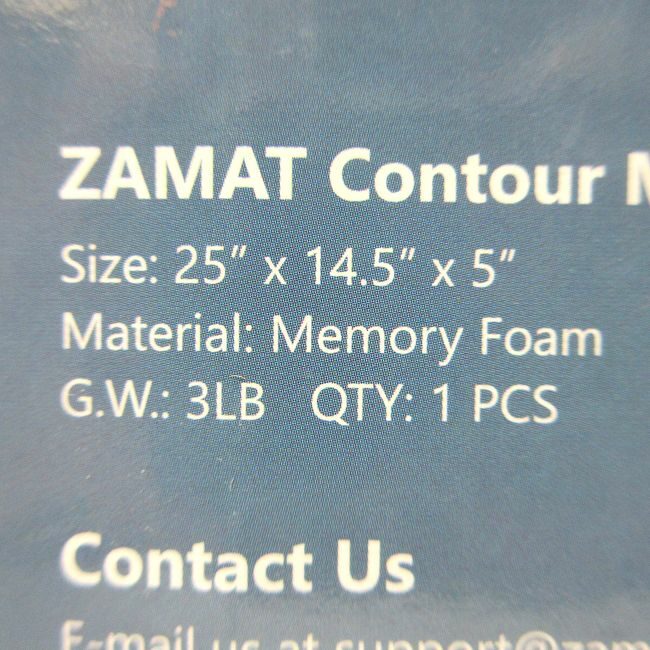 ZAMAT Contour
Size: 25″ x 14.5″ x 5″
Material: Memory Foam
G.W.: 3LB QTY: 1 PCS
Contact Us
E-mail us at support@zam